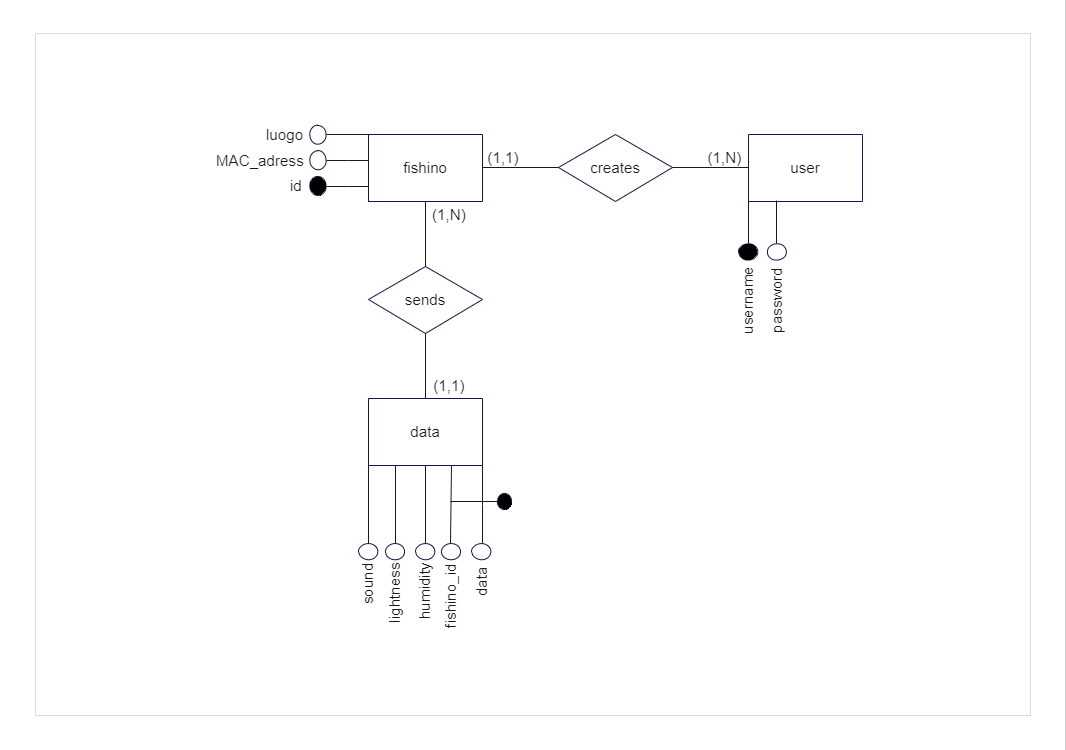 luogo
MAC_adress
id
fishino
(1,1)
creates
(1,N)
user
(1,N)
username
password
sends
(1,1)
data
sound
lightness
humidity
fishino_id
data